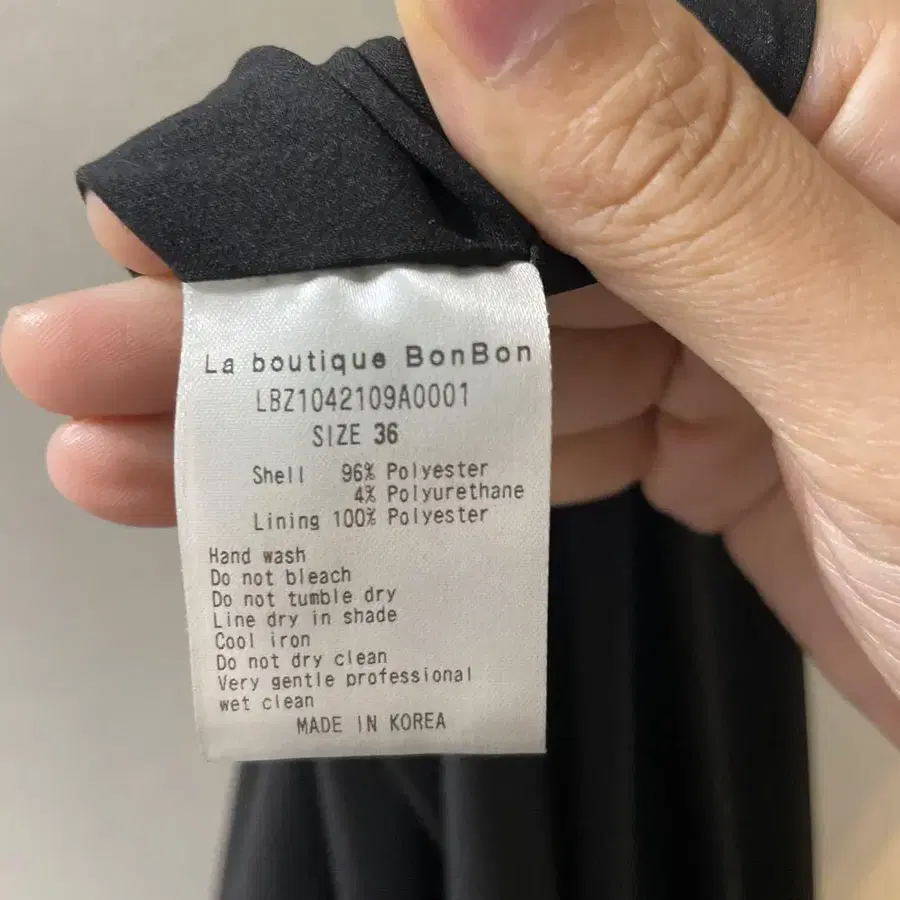 La boutique BonBon
LBZ1042109A0001
SIZE 36
Shell 96% Polyester
4% Polyurethane
Lining 100% Polyester
Hand wash
Do not bleach
Do not tumble dry
Line dry in shade
Cool iron
Do not dry clean
Very gentle professional
wet clean
MADE IN KOREA